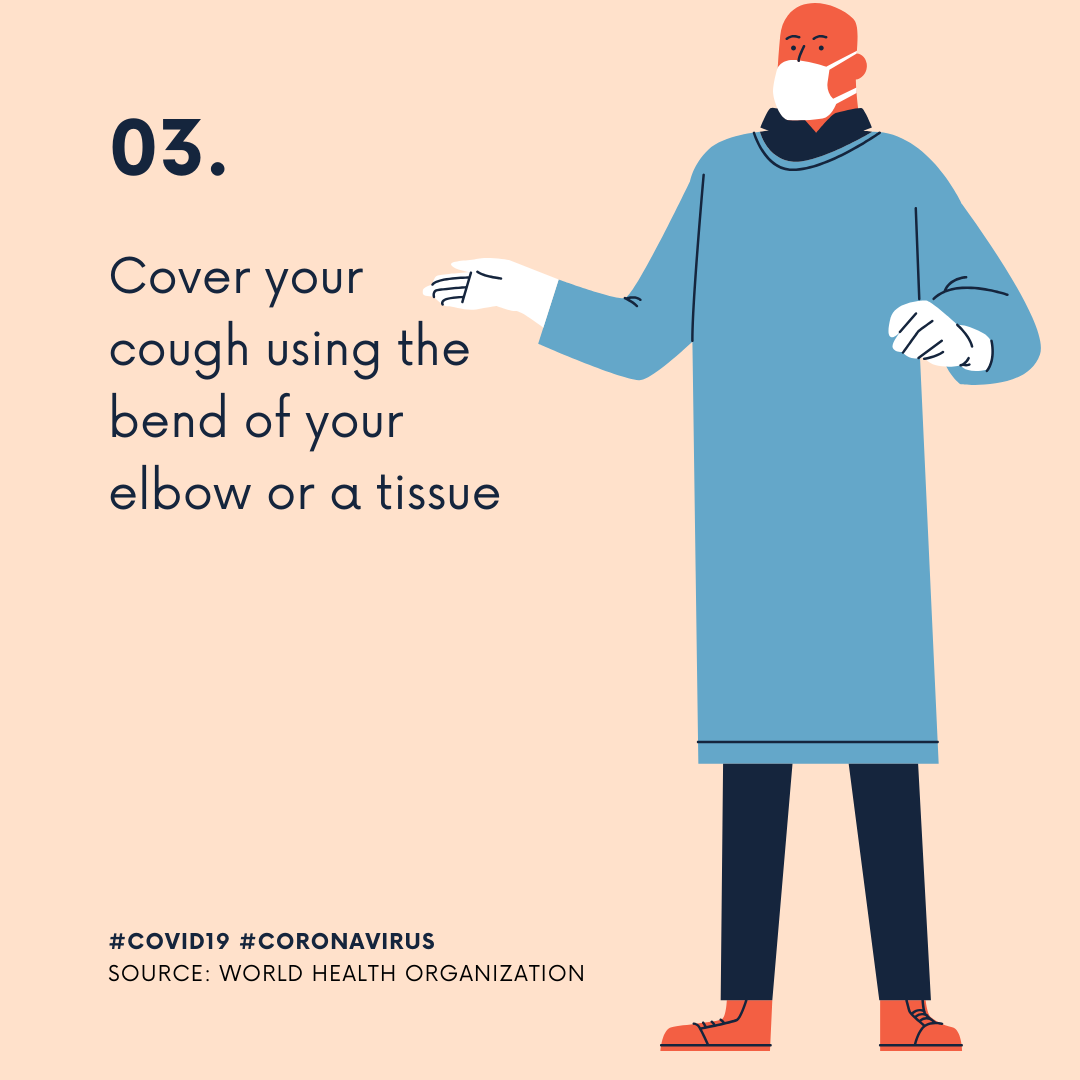 03.
Cover your
cough using the
bend of your
elbow or a tissue
#COVID19 #CORONAVIRUS
SOURCE: WORLD HEALTH ORGANIZATION